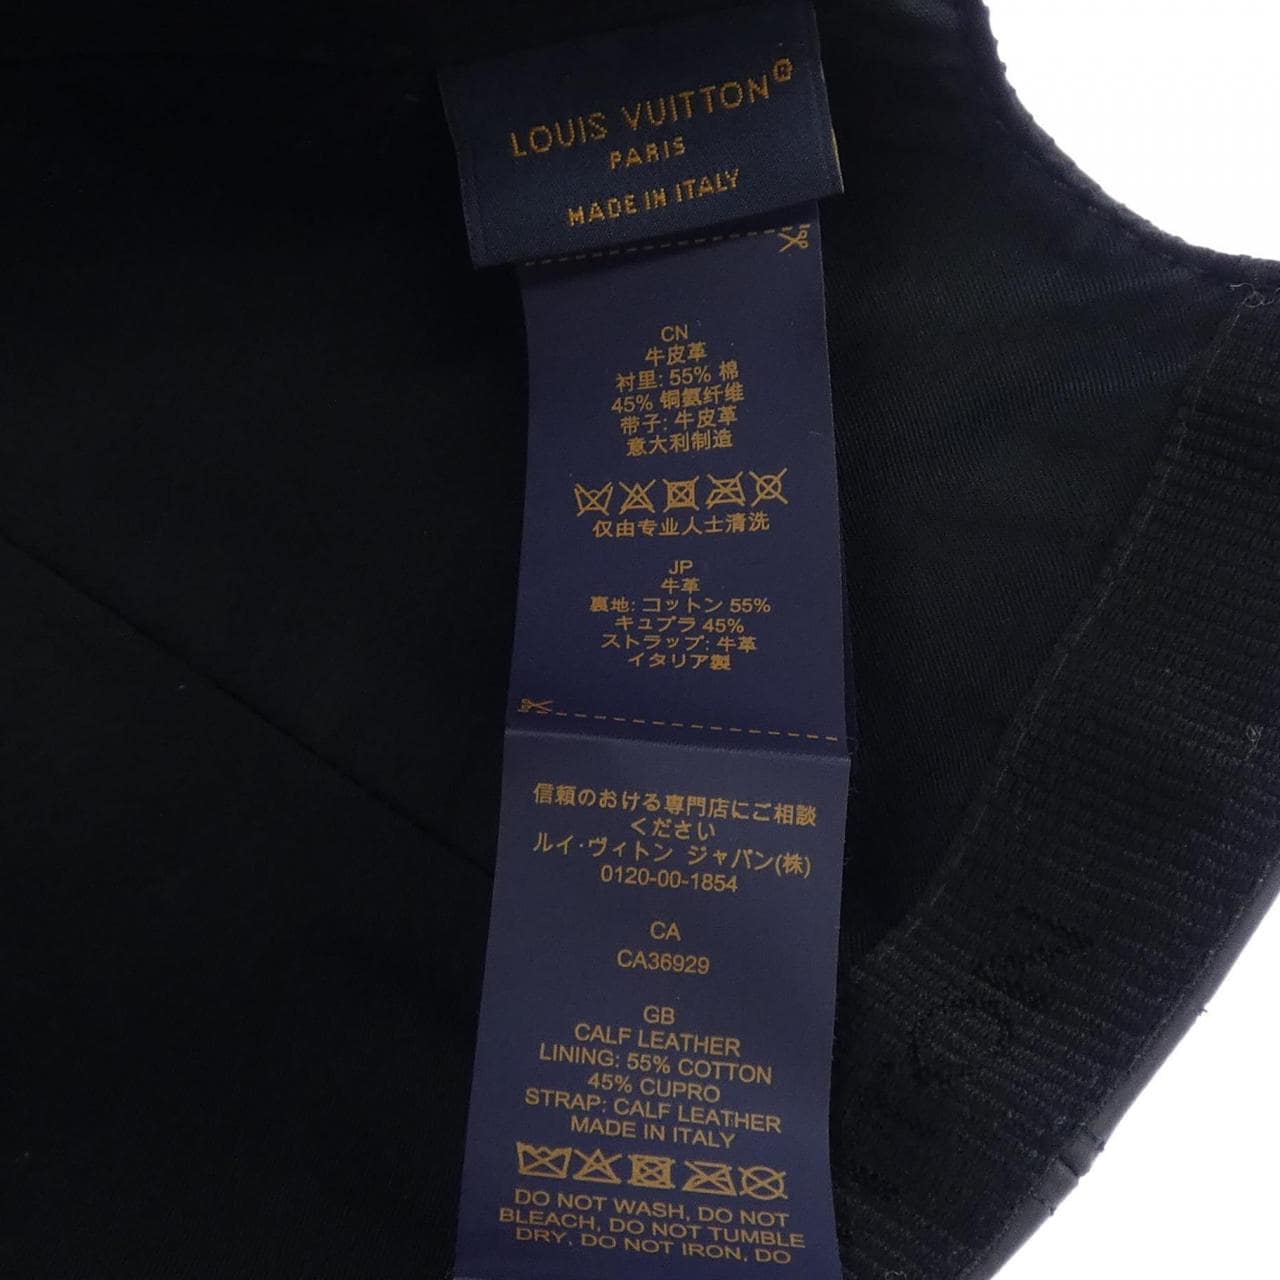 LOUIS VUITTON®
PARIS
MADE IN ITALY
CN
牛皮革
衬里: 55% 棉
45% 铜氨纤维
带子: 牛皮革
意大利制造
仅由专业人士清洗
JP
牛革
裏地: コットン 55%
キュプラ 45%
ストラップ: 牛革
イタリア製
信頼のおける専門店にご相談
ください
ルイ·ヴィトン ジャパン(株)
0120-00-1854
CA
CA36929
GB
CALF LEATHER
LINING: 55% COTTON
45% CUPRO
STRAP: CALF LEATHER
MADE IN ITALY
DO NOT WASH, DO NOT
BLEACH, DO NOT TUMBLE
DRY, DO NOT IRON, DO